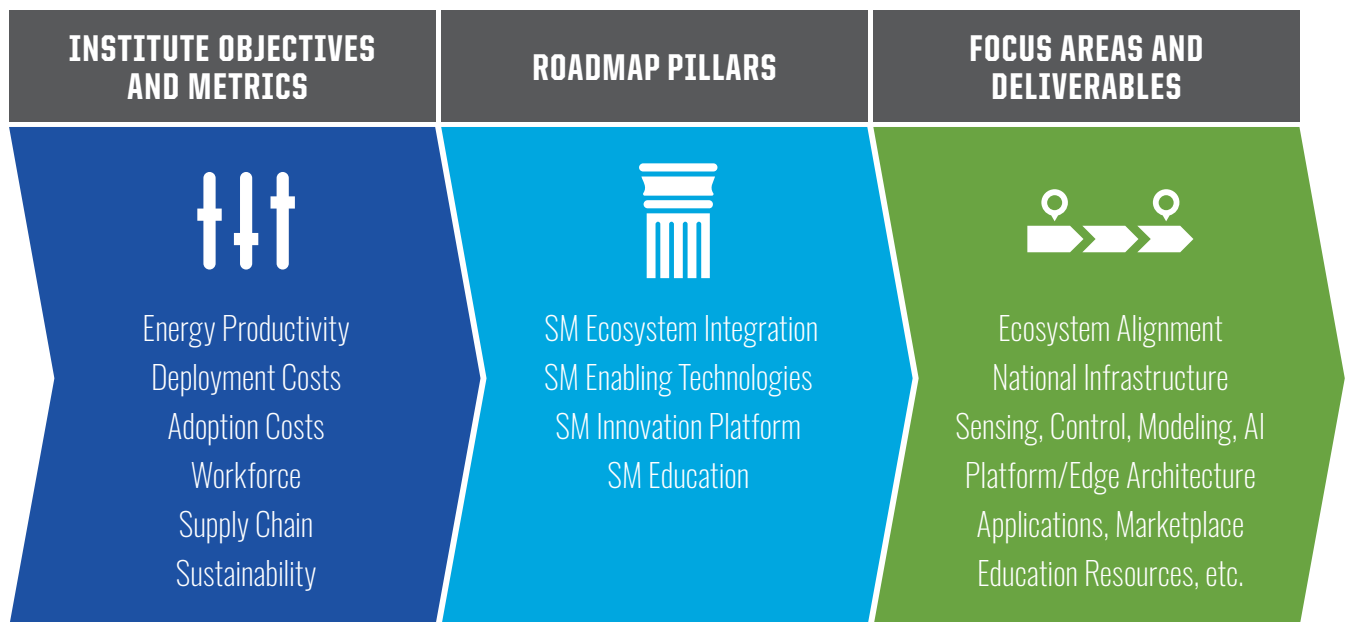 INSTITUTE OBJECTIVES
AND METRICS
ROADMAP PILLARS
FOCUS AREAS AND
DELIVERABLES
Energy Productivity
Deployment Costs
Adoption Costs
Workforce
Supply Chain
Sustainability
SM Ecosystem Integration
SM Enabling Technologies
SM Innovation Platform
SM Education
Ecosystem Alignment
National Infrastructure
Sensing, Control, Modeling, AI
Platform/Edge Architecture
Applications, Marketplace
Education Resources, etc.